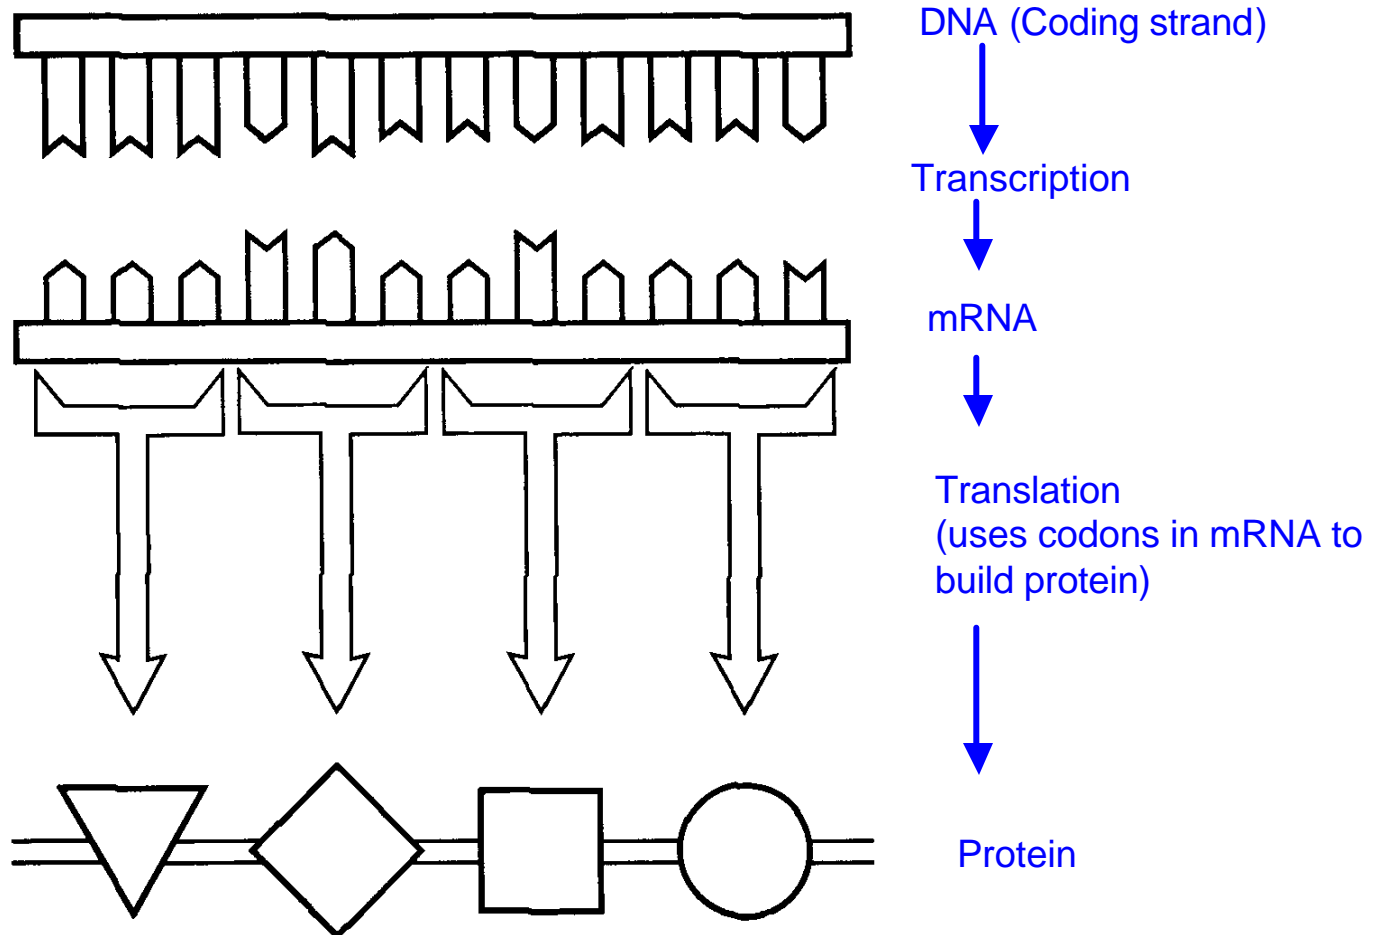 DNA (Coding strand)
Transcription
mRNA
Translation
(uses codons in mRNA to
build protein)
Protein